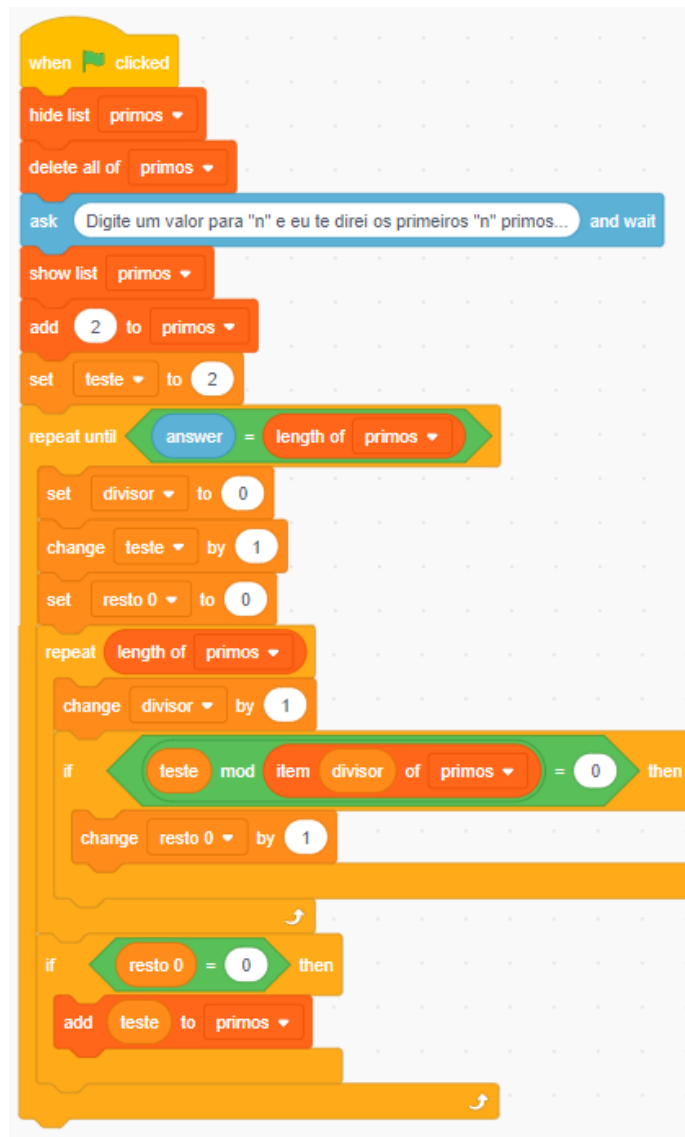 when clicked
hide list primos
delete all of primos
ask Digite um valor para "n" e eu te direi os primeiros "n" primos... and wait
show list primos
add 2 to primos
set teste to 2
repeat until answer = length of primos
set divisor to 0
change teste by 1
set resto 0 to 0
repeat length of primos
change divisor by 1
if teste mod item divisor of primos = 0 then
change resto 0 by 1
if resto 0 = 0 then
add teste to primos